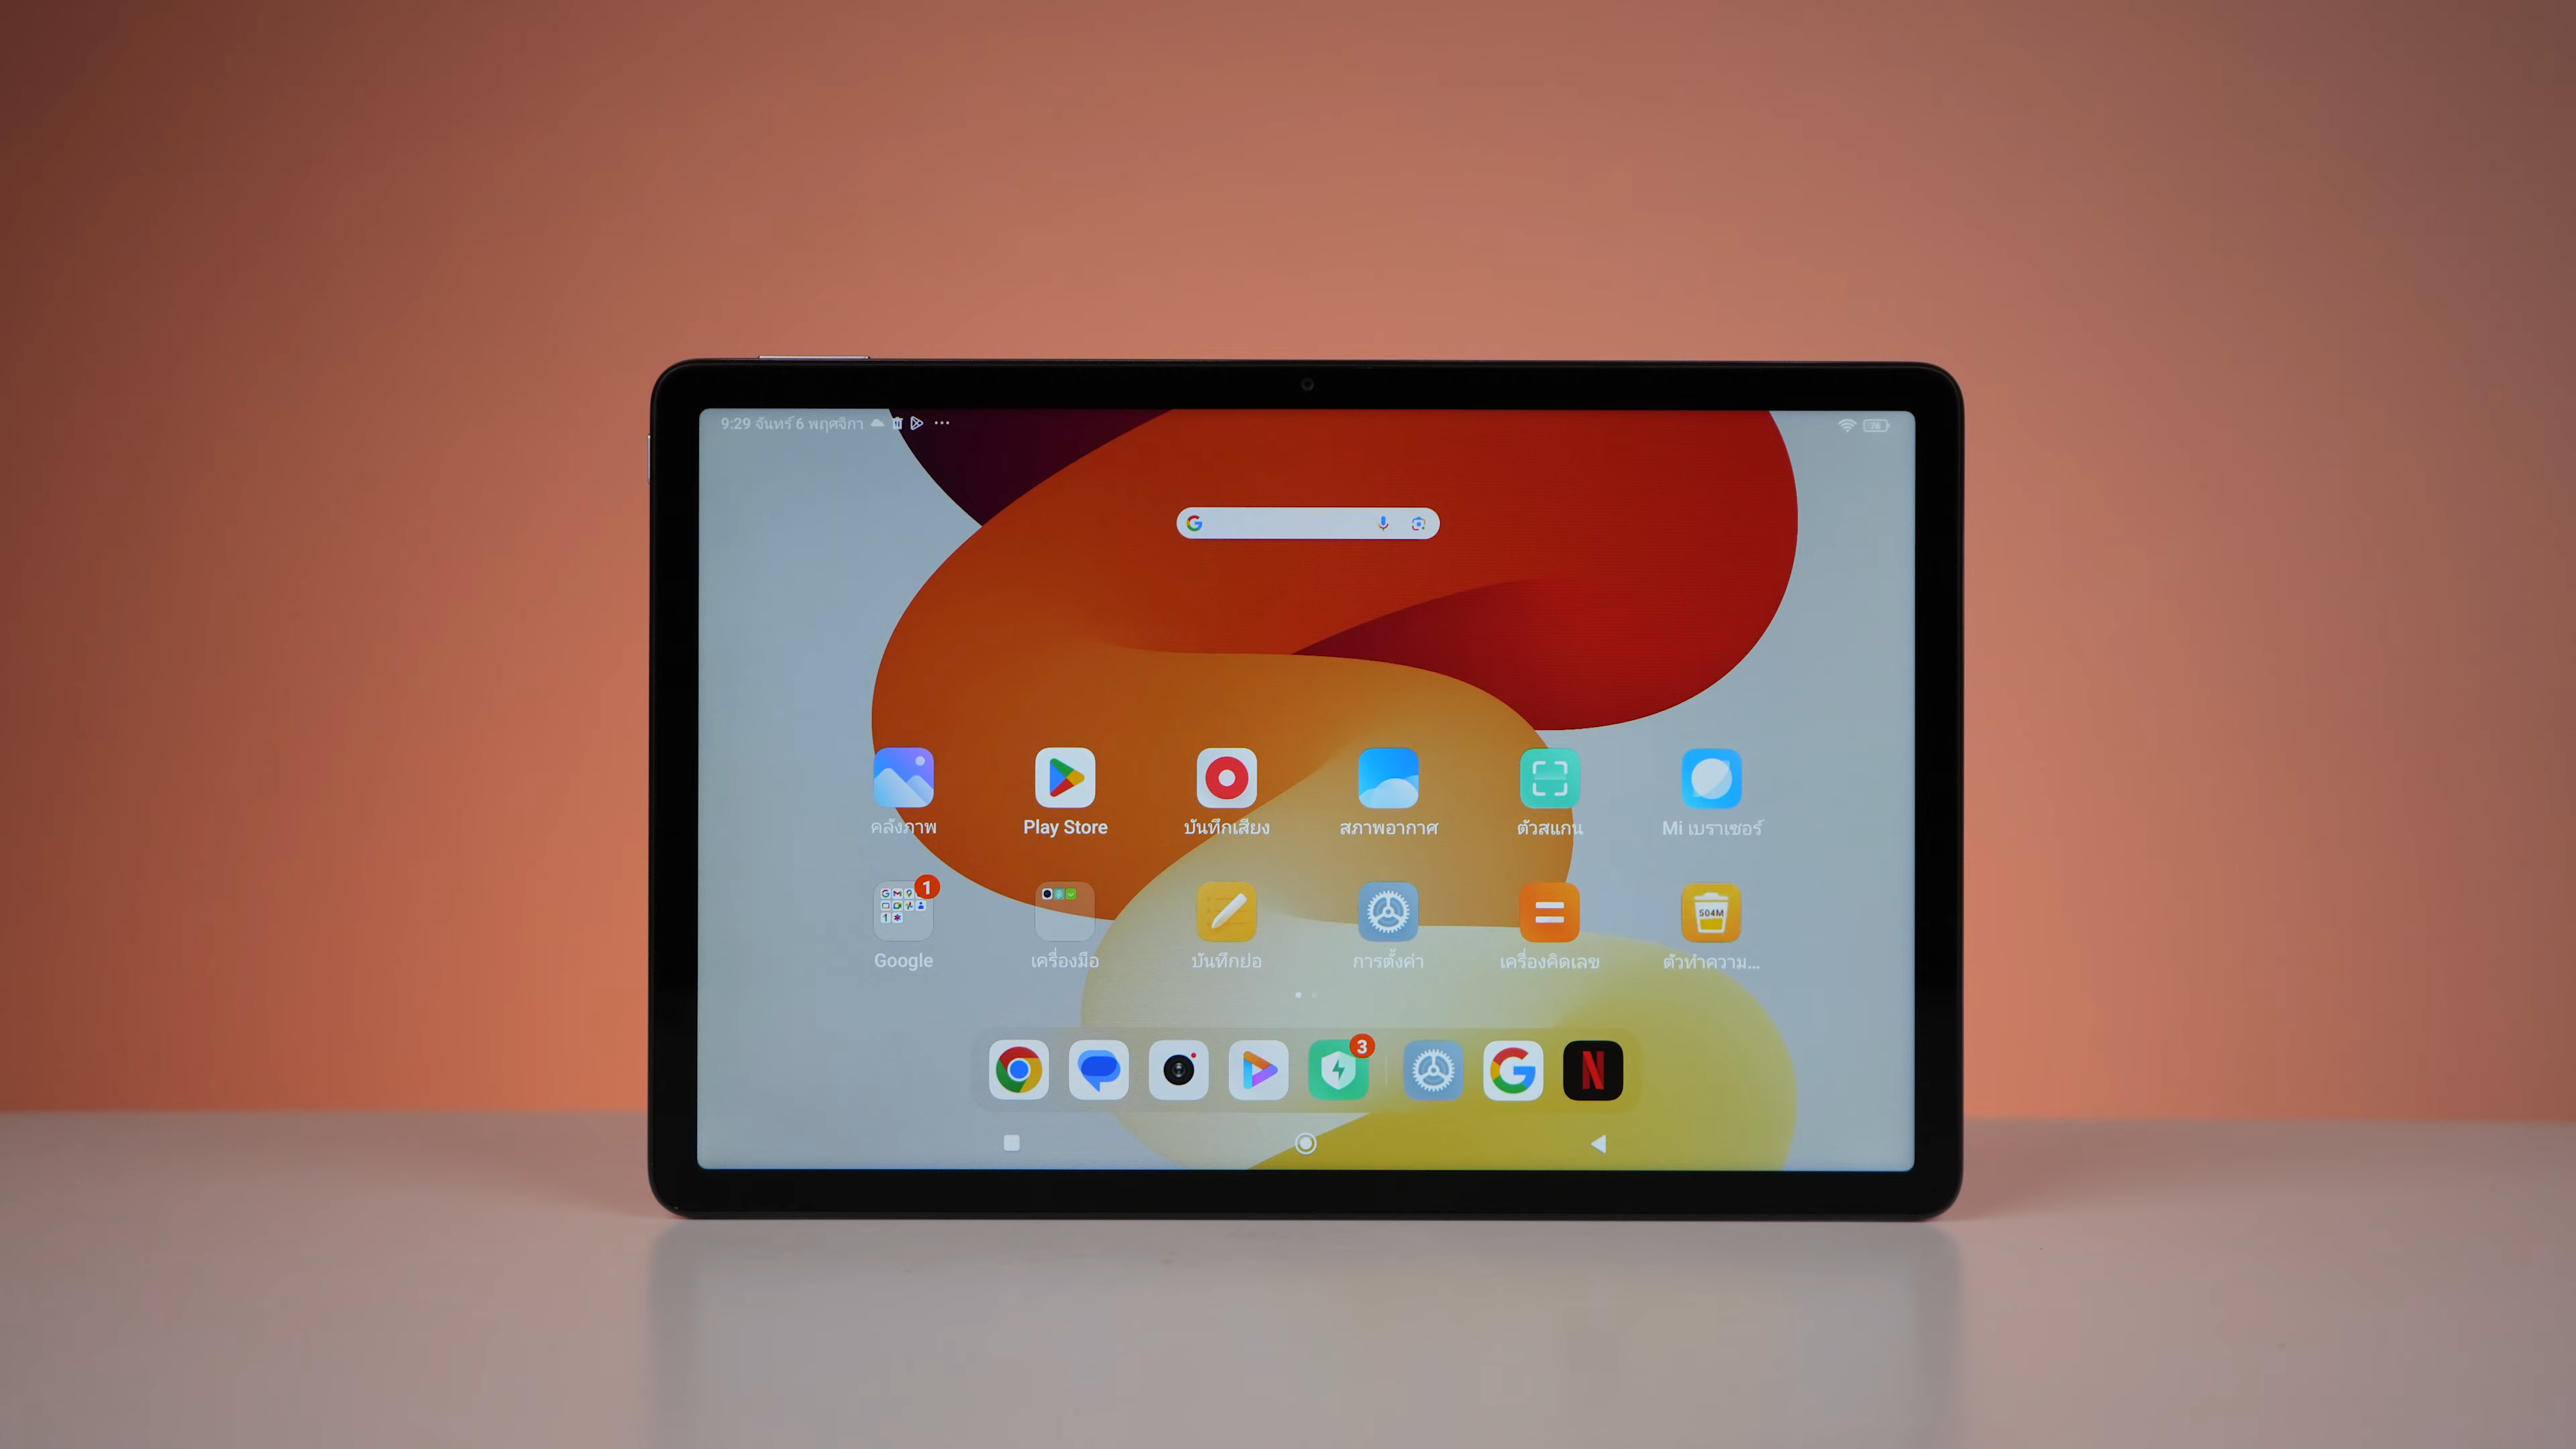 9:29 จันทร์ 6 พฤศจิกา
76
คลังภาพ
Play Store
บันทึกเสียง
สภาพอากาศ
ตัวสแกน
Mi เบราเซอร์
1
504M
Google
เครื่องมือ
บันทึกย่อ
การตั้งค่า
เครื่องคิดเลข
ตัวทำความ...
3